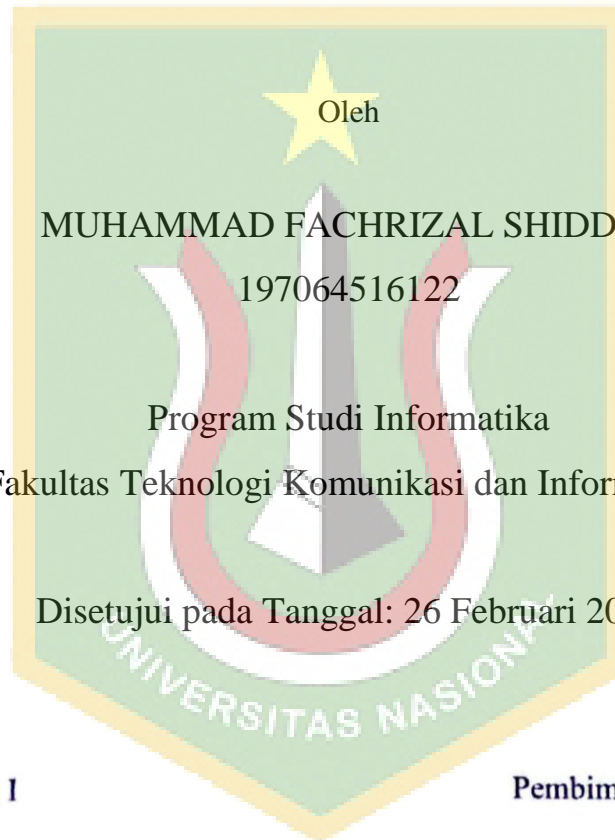 Oleh
MUHAMMAD FACHRIZAL SHIDD
197064516122
Program Studi Informatika
Fakultas Teknologi Komunikasi dan Infor
Disetujui pada Tanggal: 26 Februari 20
UNIVERSITAS NASIONAL
I Pembim